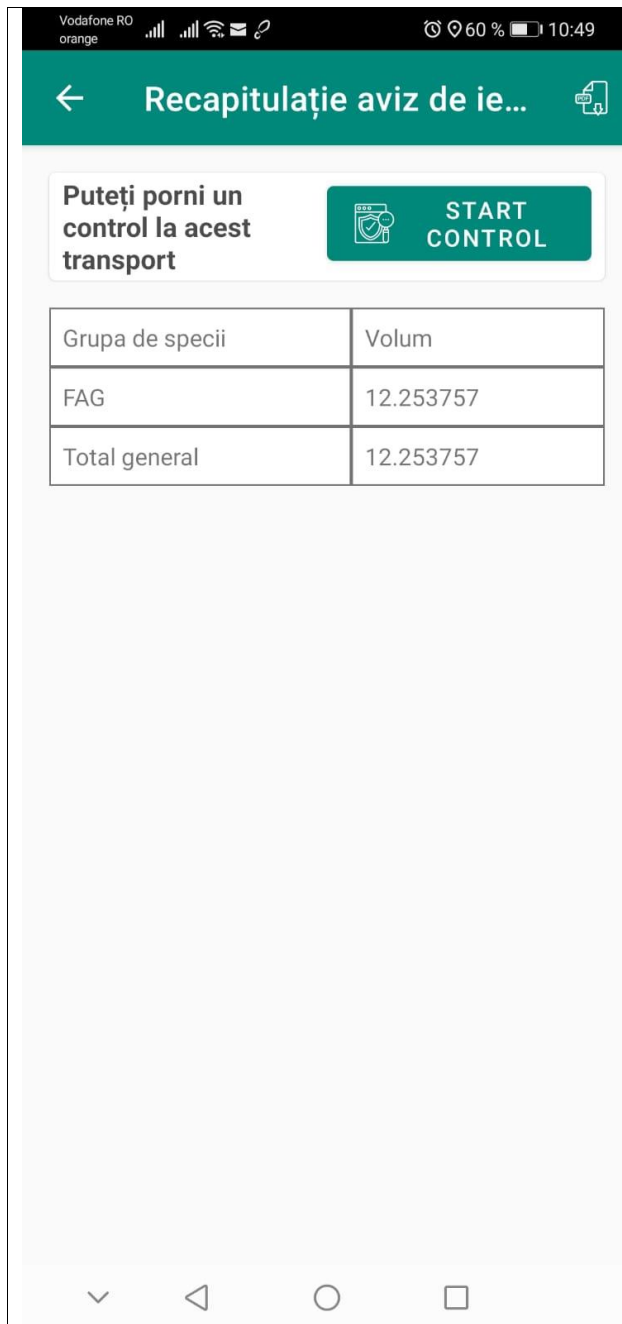 Vodafone RO
orange
60 % 10:49
Recapitulație aviz de ie...
PDF
Puteți porni un
control la acest
transport
START
CONTROL
Grupa de specii Volum
FAG 12.253757
Total general 12.253757